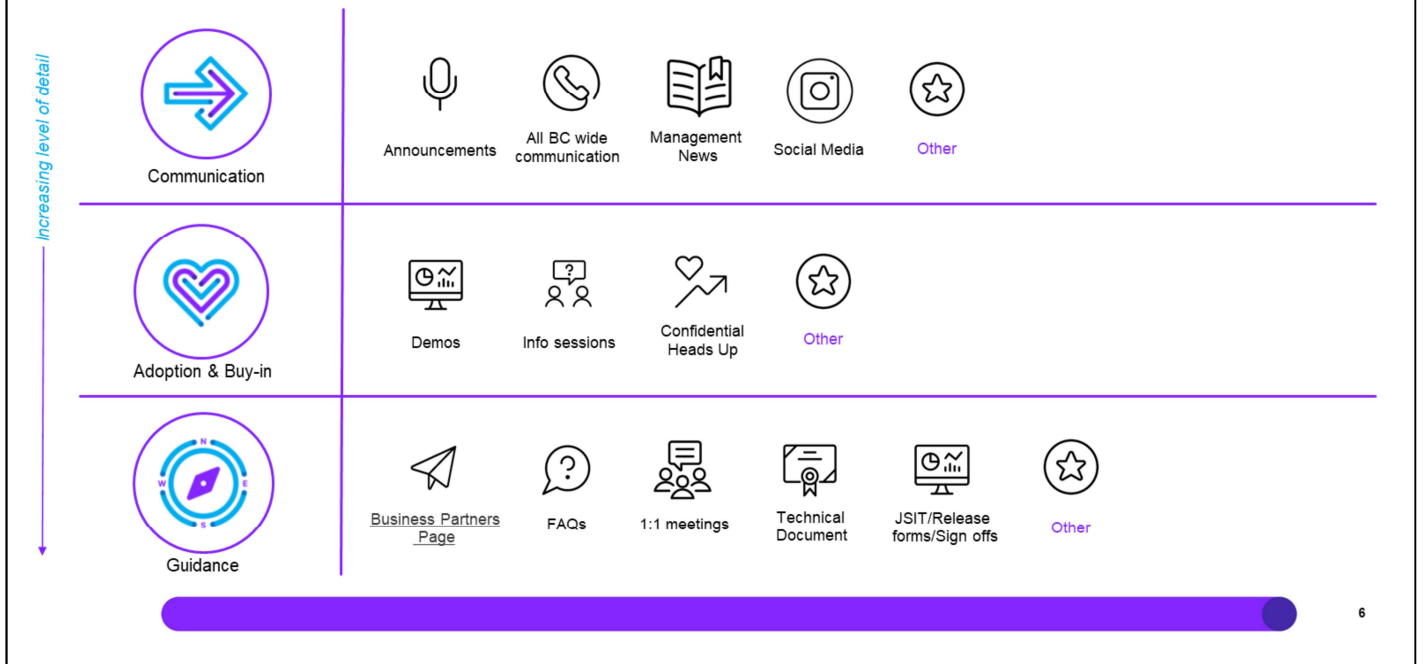 Increasing level of detail
Communication
Announcements
All BC wide
communication
Management
News
Social Media
Other
Adoption & Buy-in
Demos
Info sessions
Confidential
Heads Up
Other
N
W
E
S
Guidance
Business Partners
Page
FAQs
1:1 meetings
Technical
Document
JSIT/Release
forms/Sign offs
Other
6